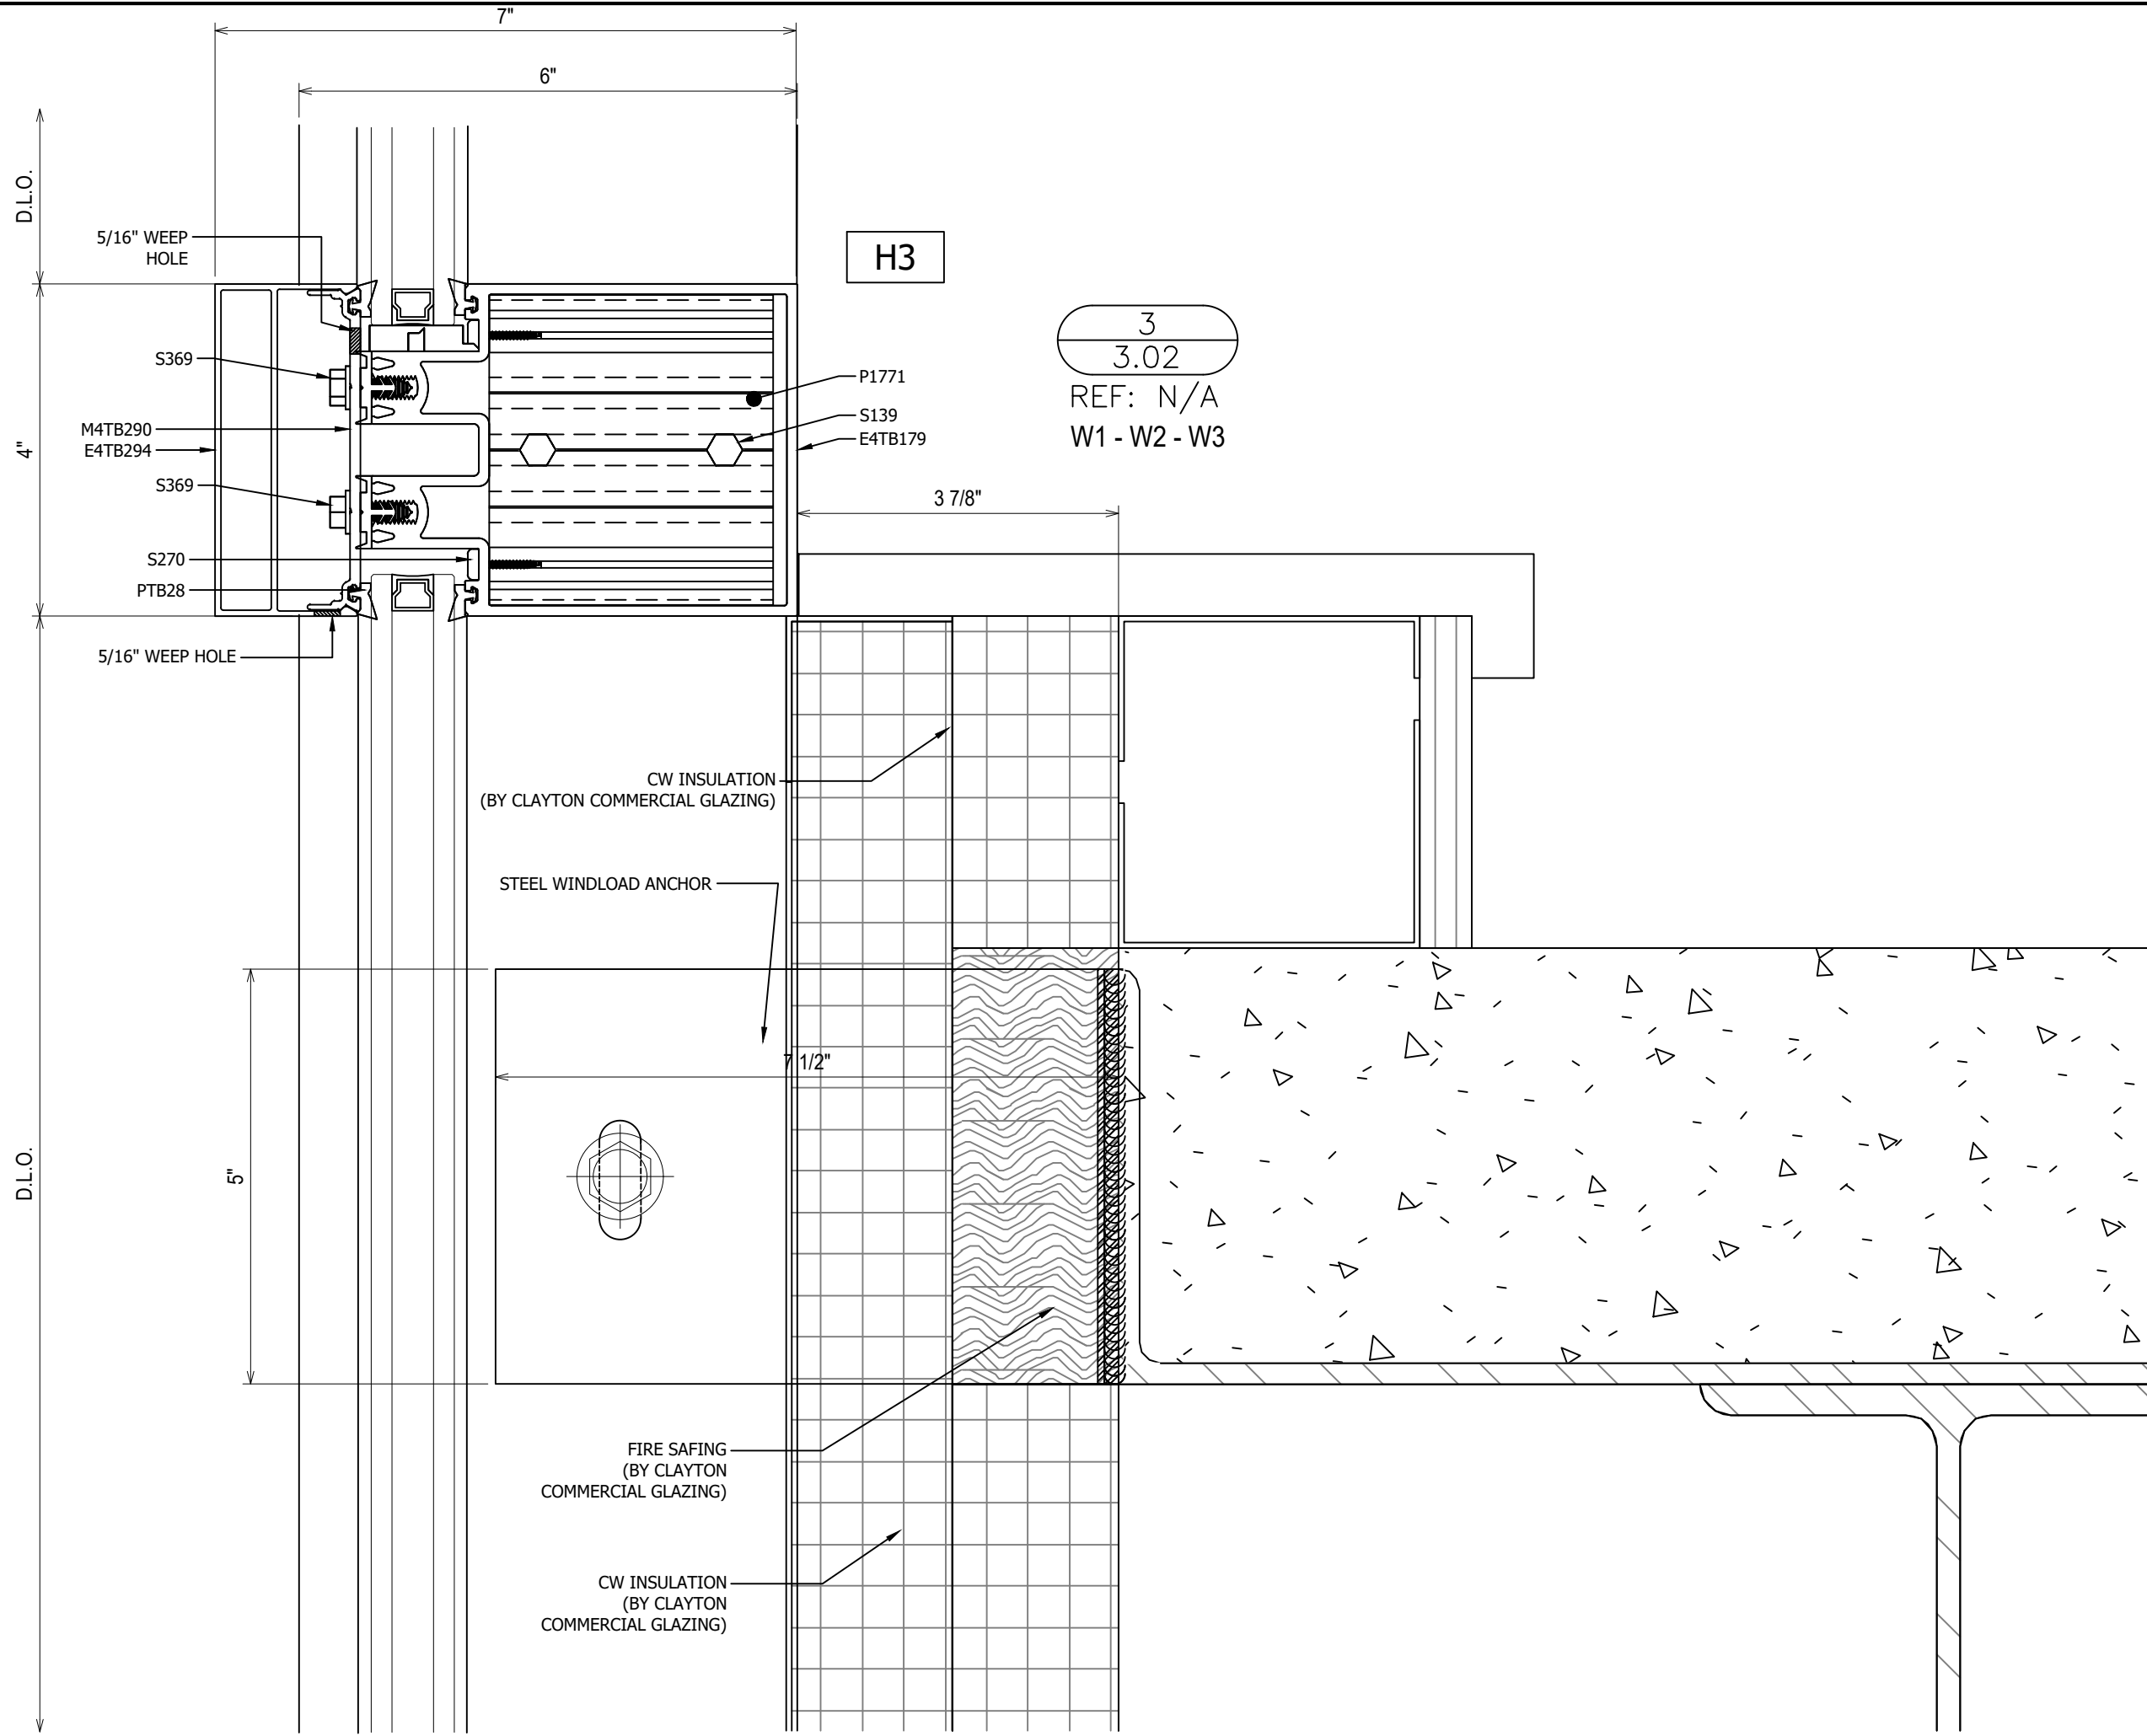 7"
6"
D.L.O.
5/16" WEEP
HOLE
H3
3
3.02
REF: N/A
W1 - W2 - W3
S369
P1771
S139
E4TB179
M4TB290
E4TB294
4"
S369
3 7/8"
S270
PTB28
5/16" WEEP HOLE
CW INSULATION
(BY CLAYTON COMMERCIAL GLAZING)
STEEL WINDLOAD ANCHOR
7 1/2"
5"
D.L.O.
FIRE SAFING
(BY CLAYTON
COMMERCIAL GLAZING)
CW INSULATION
(BY CLAYTON
COMMERCIAL GLAZING)